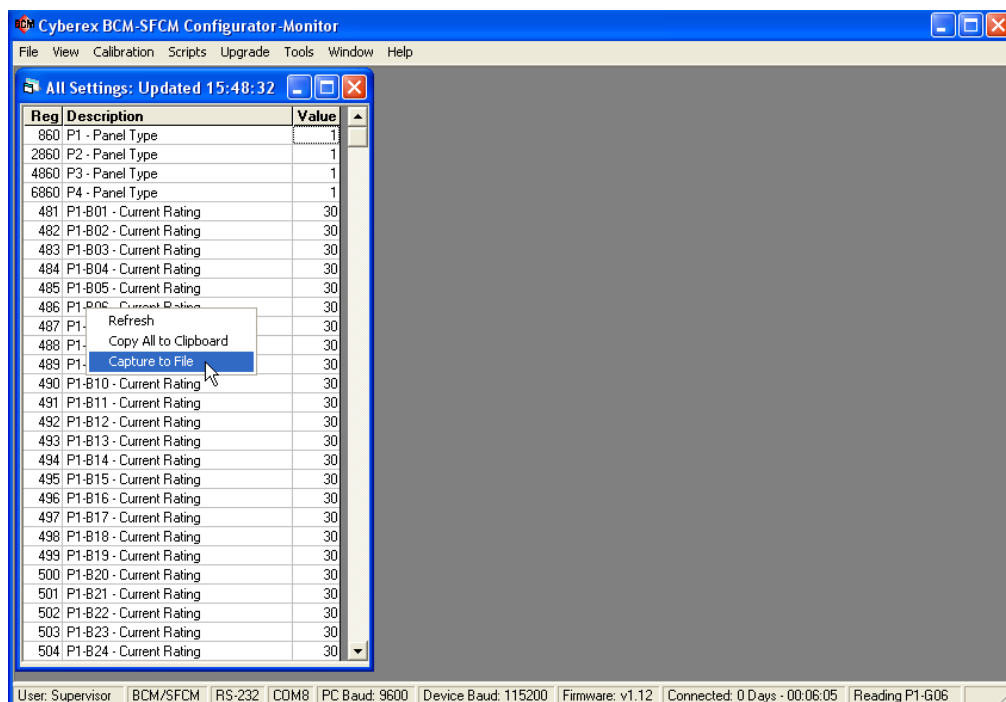 BCM Cyberex BCM-SFCM Configurator-Monitor
File View Calibration Scripts Upgrade Tools Window Help
All Settings: Updated 15:48:32
Reg Description Value
860 P1 - Panel Type 1
2860 P2 - Panel Type 1
4860 P3 - Panel Type 1
6860 P4 - Panel Type 1
481 P1-B01 - Current Rating 30
482 P1-B02 - Current Rating 30
483 P1-B03 - Current Rating 30
484 P1-B04 - Current Rating 30
485 P1-B05 - Current Rating 30
486 P1-B06 - Current Rating 30
487 P1- 30
488 P1- 30
489 P1- 30
Refresh
Copy All to Clipboard
Capture to File
490 P1-B10 - Current Rating 30
491 P1-B11 - Current Rating 30
492 P1-B12 - Current Rating 30
493 P1-B13 - Current Rating 30
494 P1-B14 - Current Rating 30
495 P1-B15 - Current Rating 30
496 P1-B16 - Current Rating 30
497 P1-B17 - Current Rating 30
498 P1-B18 - Current Rating 30
499 P1-B19 - Current Rating 30
500 P1-B20 - Current Rating 30
501 P1-B21 - Current Rating 30
502 P1-B22 - Current Rating 30
503 P1-B23 - Current Rating 30
504 P1-B24 - Current Rating 30
User: Supervisor BCM/SFCM RS-232 COM8 PC Baud: 9600 Device Baud: 115200 Firmware: v1.12 Connected: 0 Days - 00:06:05 Reading P1-G06